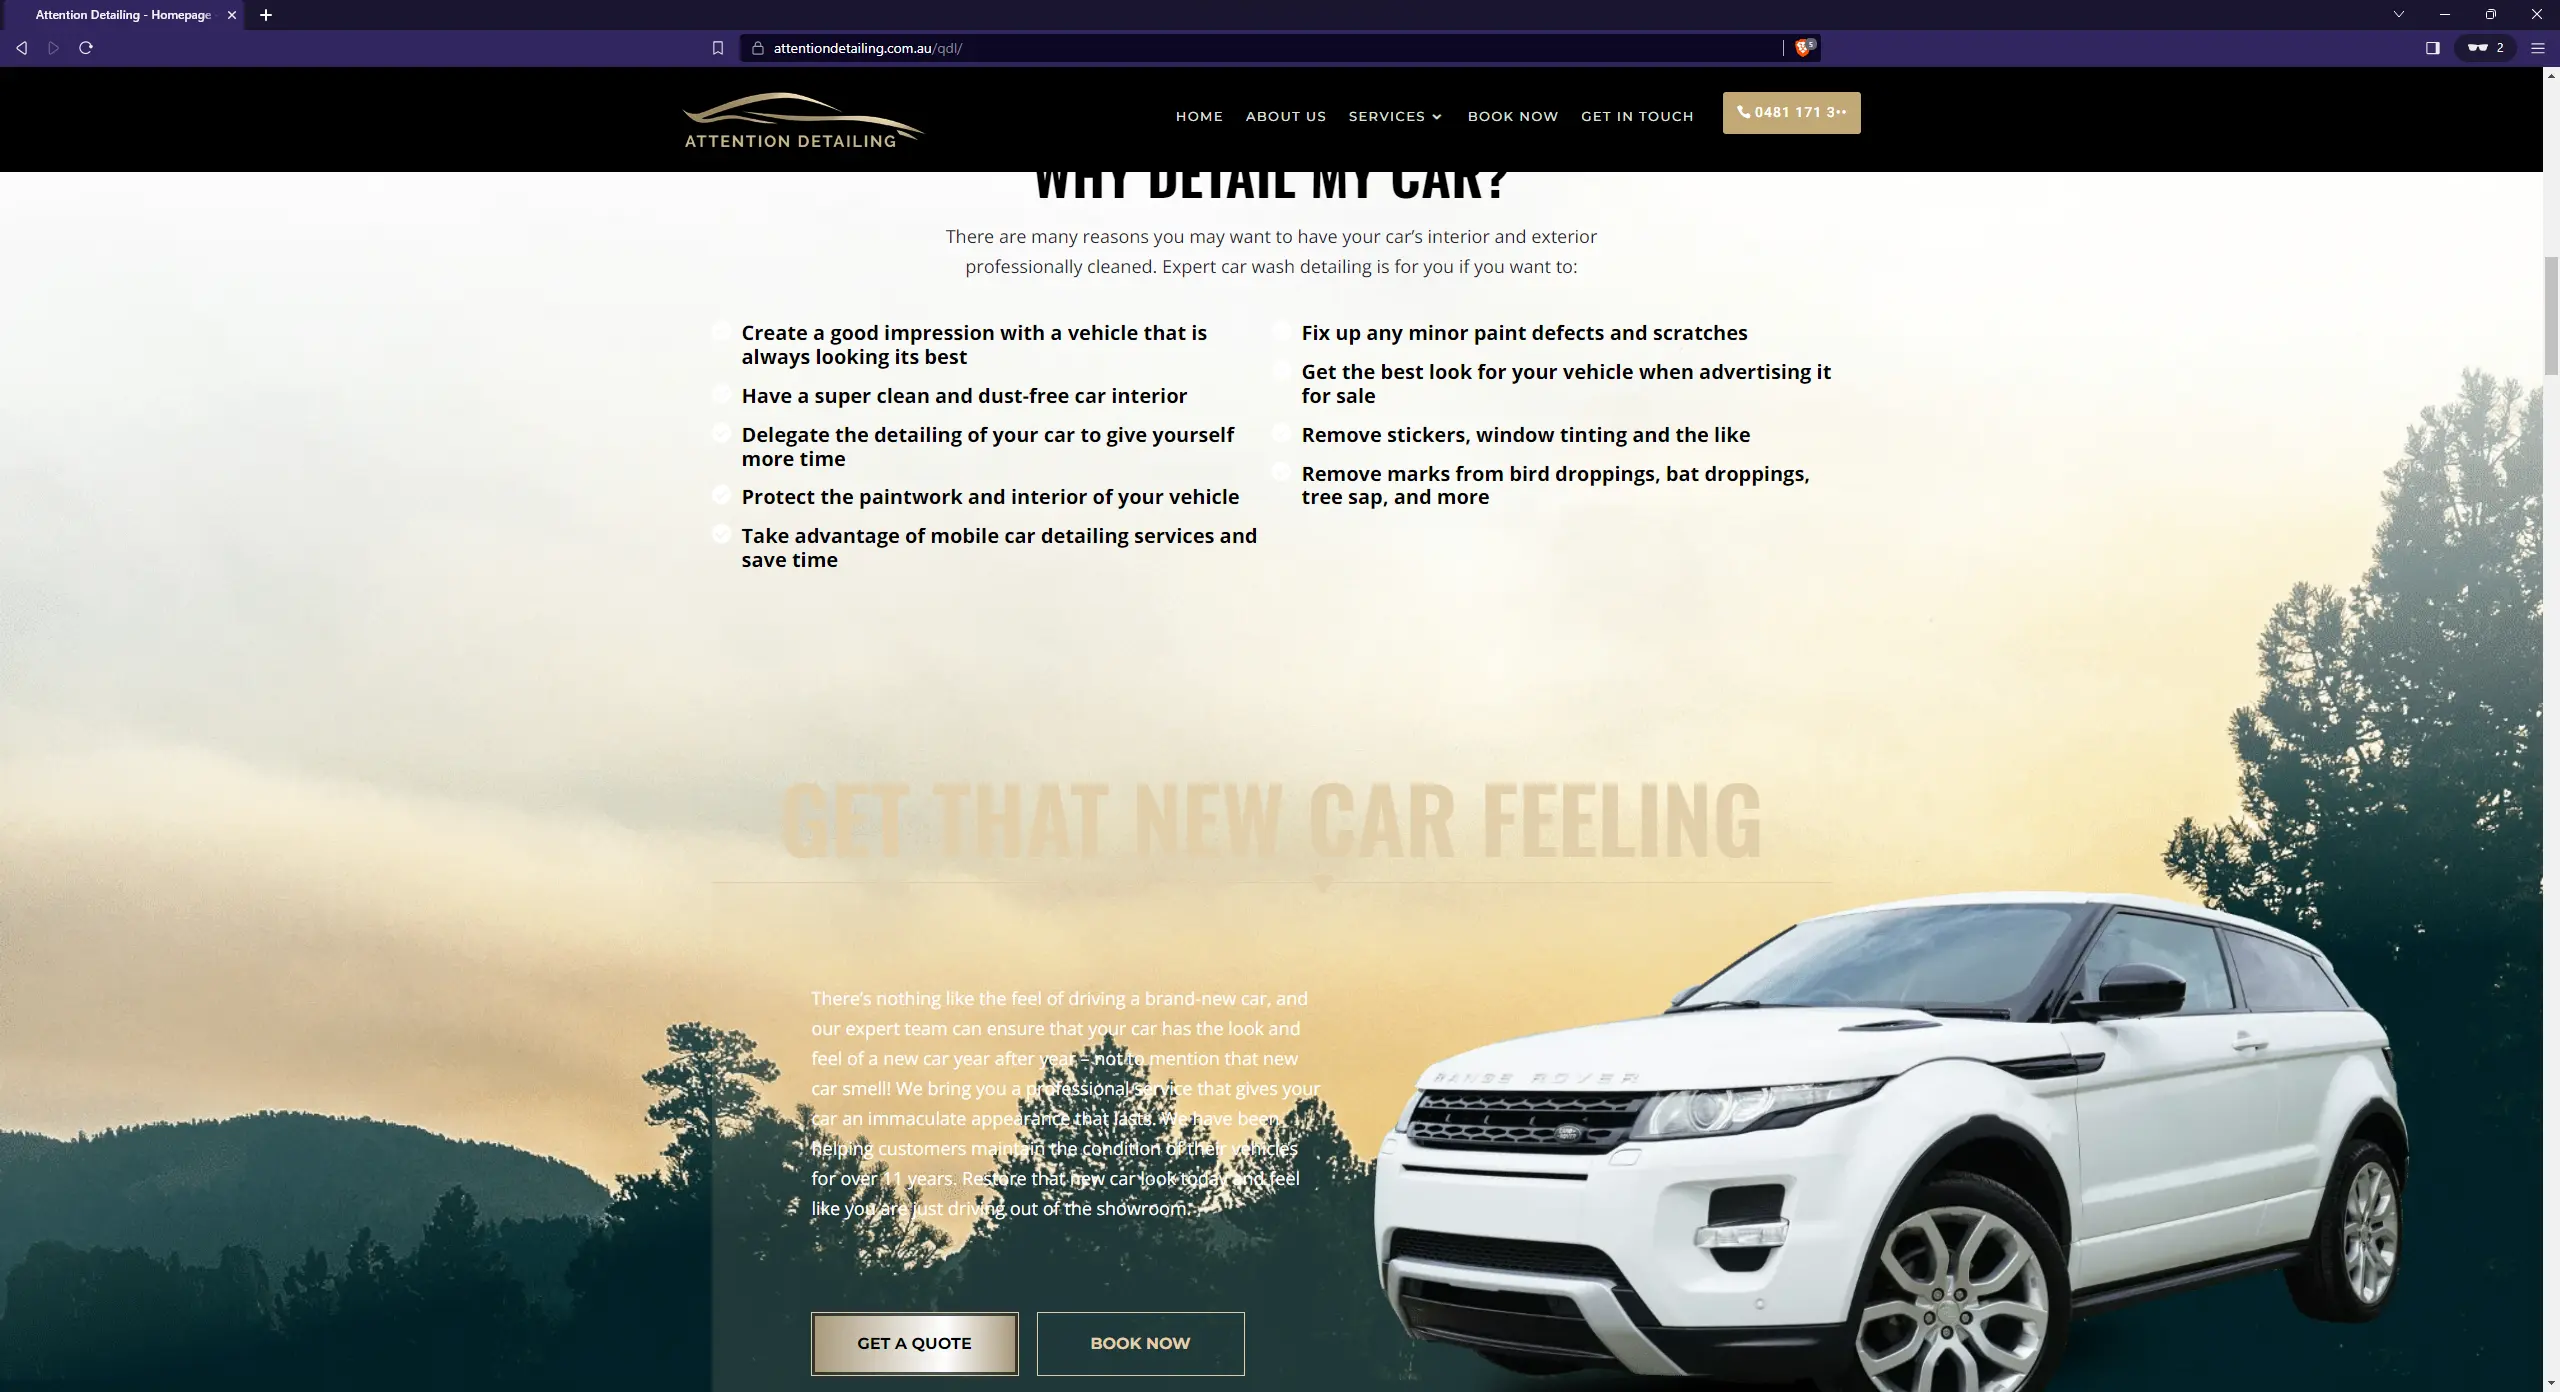 Attention Detailing - Homepage
attentiondetailing.com.au/qdl/
5
2
ATTENTION DETAILING
HOME
ABOUT US
SERVICES
BOOK NOW
GET IN TOUCH
0481 171 3••
WHY DETAIL MY CAR?
There are many reasons you may want to have your car's interior and exterior
professionally cleaned. Expert car wash detailing is for you if you want to:
Create a good impression with a vehicle that is
always looking its best
Have a super clean and dust-free car interior
Delegate the detailing of your car to give yourself
more time
Protect the paintwork and interior of your vehicle
Take advantage of mobile car detailing services and
save time
Fix up any minor paint defects and scratches
Get the best look for your vehicle when advertising it
for sale
Remove stickers, window tinting and the like
Remove marks from bird droppings, bat droppings,
tree sap, and more
GET THAT NEW CAR FEELING
There's nothing like the feel of driving a brand-new car, and
our expert team can ensure that your car has the look and
feel of a new car year after year – not to mention that new
car smell! We bring you a professional service that gives your
car an immaculate appearance that lasts. We have been
helping customers maintain the condition of their vehicles
for over 11 years. Restore that new car look today and feel
like you are just driving out of the showroom.
RANGE ROVER
GET A QUOTE
BOOK NOW